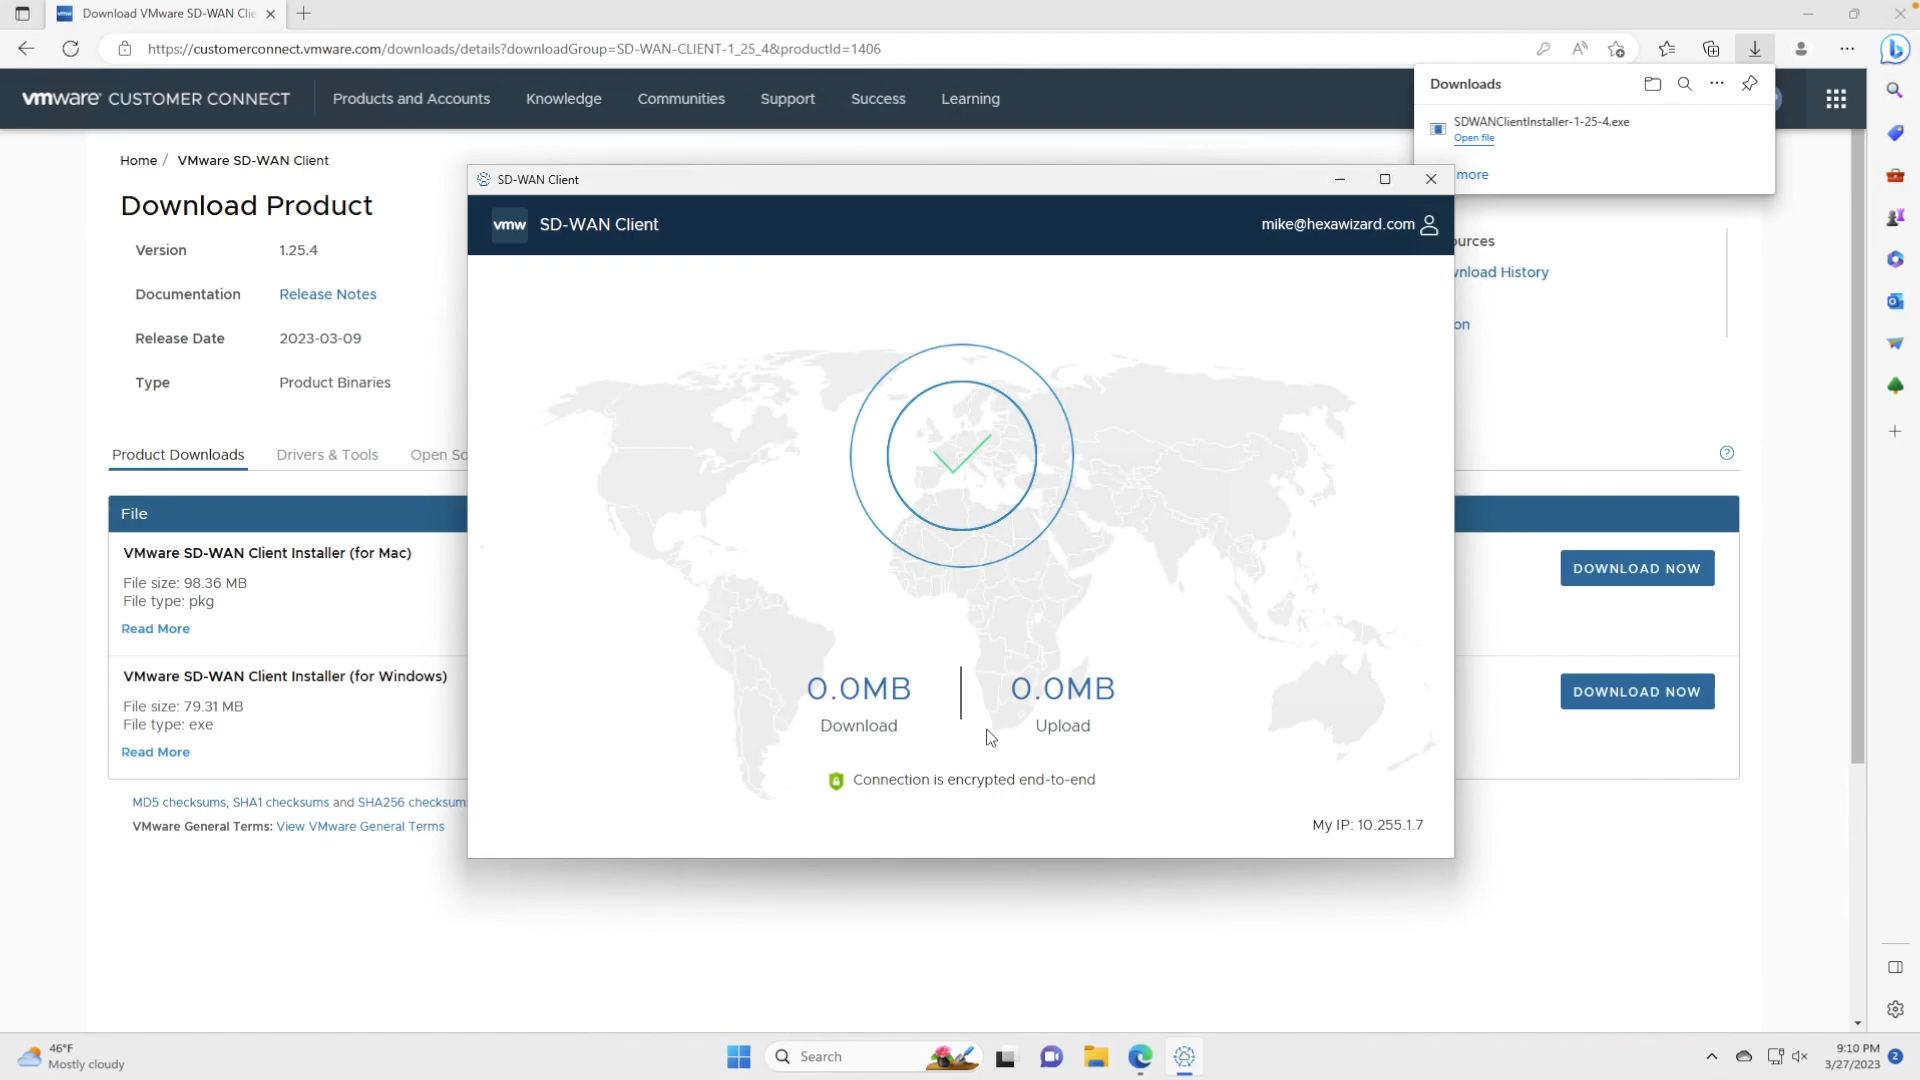 Download VMware SD-WAN Clie
https://customerconnect.vmware.com/downloads/details?downloadGroup=SD-WAN-CLIENT-1_25_4&productId=1406
vmware® CUSTOMER CONNECT
Products and Accounts
Knowledge
Communities
Support
Success
Learning
Downloads
SDWANClientInstaller-1-25-4.exe
Open file
more
Home / VMware SD-WAN Client
Download Product
Version 1.25.4
Documentation Release Notes
Release Date 2023-03-09
Type Product Binaries
ources
wnload History
on
Product Downloads
Drivers & Tools
Open So
File
VMware SD-WAN Client Installer (for Mac)
File size: 98.36 MB
File type: pkg
Read More
DOWNLOAD NOW
VMware SD-WAN Client Installer (for Windows)
File size: 79.31 MB
File type: exe
Read More
DOWNLOAD NOW
MD5 checksums, SHA1 checksums and SHA256 checksum
VMware General Terms: View VMware General Terms
SD-WAN Client
vmw SD-WAN Client
mike@hexawizard.com
0.0MB
Download
0.0MB
Upload
Connection is encrypted end-to-end
My IP: 10.255.1.7
46°F
Mostly cloudy
Search
9:10 PM
3/27/2023
2